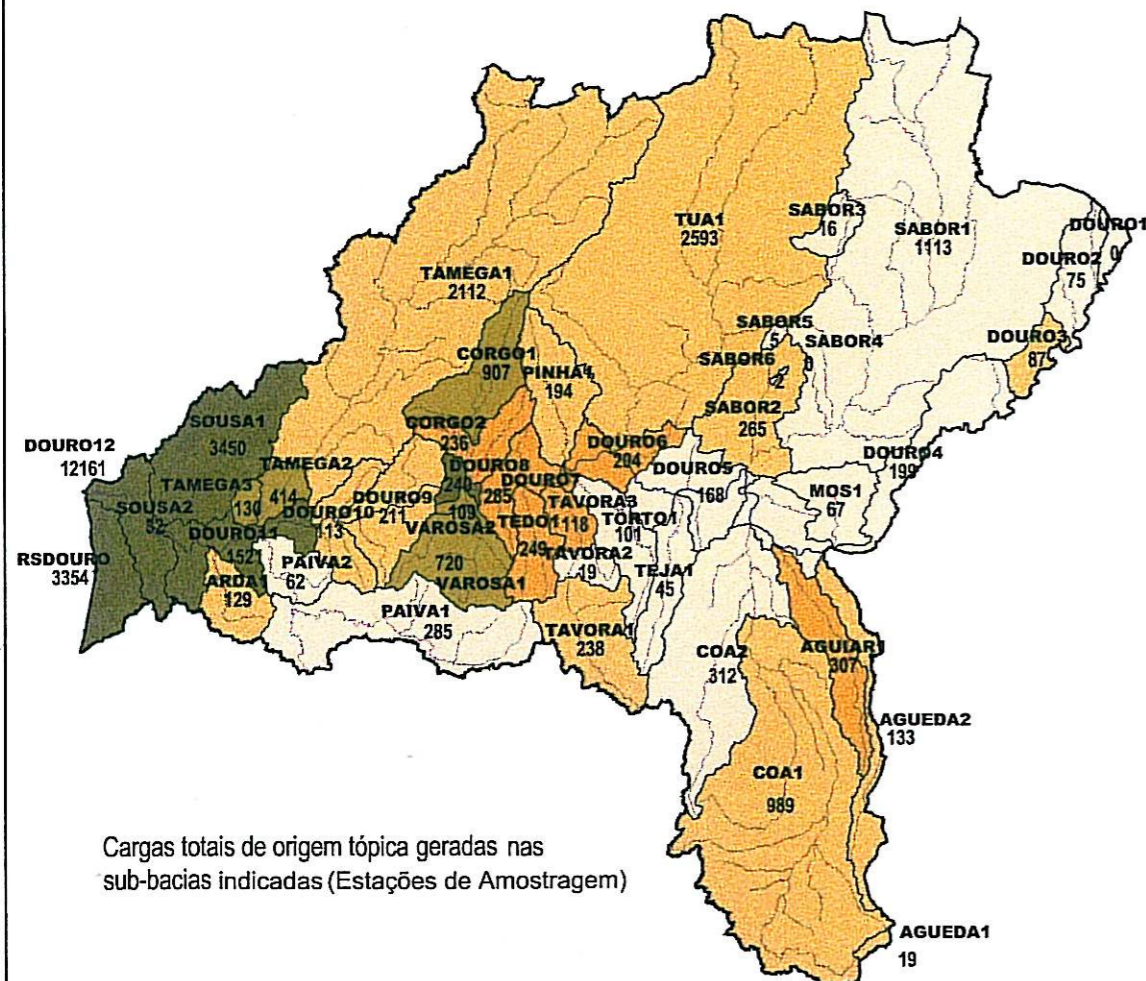 TUA1
2593
SABOR3
16
SABOR1
1113
DOURO1
0
DOURO2
75
TAMEGA1
2112
SABOR5
5
SABOR4
0
DOURO3
87
CORGO1
907
PINHA1
194
SABOR6
2
SABOR2
265
SOUSA1
3450
CORGO2
236
DOURO6
204
DOURO12
12161
TAMEGA2
414
DOURO8
240
DOURO7
285
DOURO5
168
DOURO4
199
TAMEGA3
130
SOUSA2
52
DOURO9
211
109
TAVORA3
118
MOS1
67
DOURO10
113
VAROSA2
TEDO1
249
TORTO1
101
DOURO11
152
RSDOURO
3354
PAIVA2
62
720
VAROSA1
TAVORA2
19
TEJA1
45
ARDA1
129
PAIVA1
285
TAVORA1
238
COA2
312
AGUIAR1
307
AGUEDA2
133
COA1
989
Cargas totais de origem tópica geradas nas
sub-bacias indicadas (Estações de Amostragem)
AGUEDA1
19